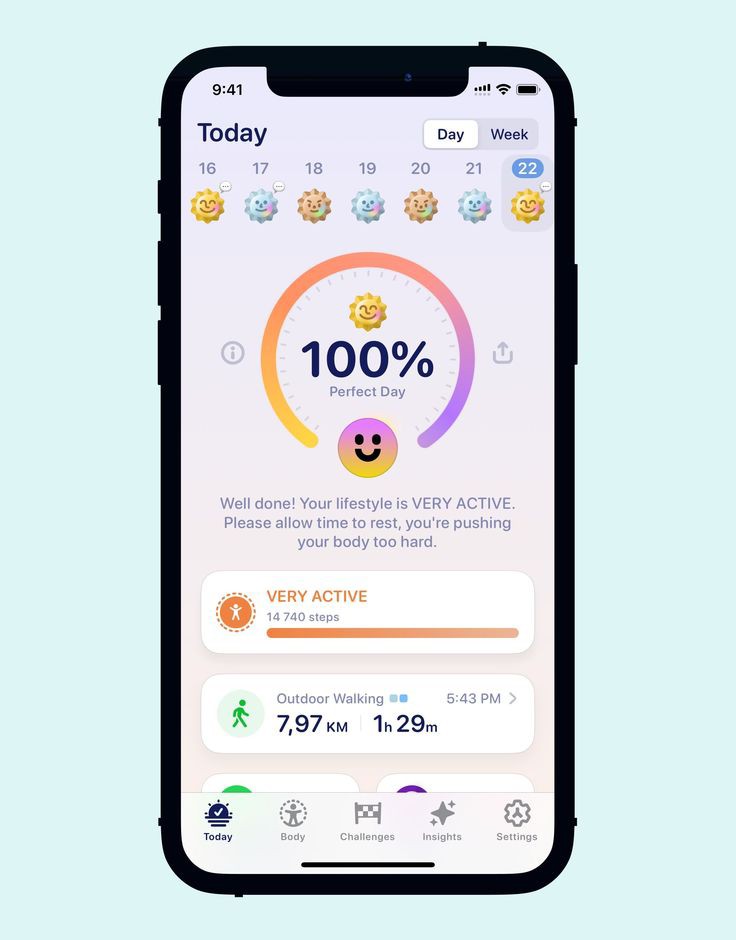 9:41
Today
Day Week
16 17 18 19 20 21 22
100%
Perfect Day
Well done! Your lifestyle is VERY ACTIVE.
Please allow time to rest, you're pushing
your body too hard.
VERY ACTIVE
14 740 steps
Outdoor Walking 5:43 PM
7,97 KM 1h 29m
Today Body Challenges Insights Settings